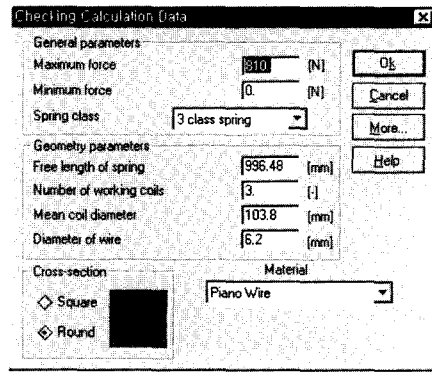 Checking Calculation Data
General parameters
Maximum force 810. [N]
Minimum force 0. [N]
Spring class 3 class spring
Ok
Cancel
More...
Help
Geometry parameters
Free length of spring 996.48 [mm]
Number of working coils 3. [-]
Mean coil diameter 103.8 [mm]
Diameter of wire 6.2 [mm]
Cross-section
Square
Round
Material
Piano Wire